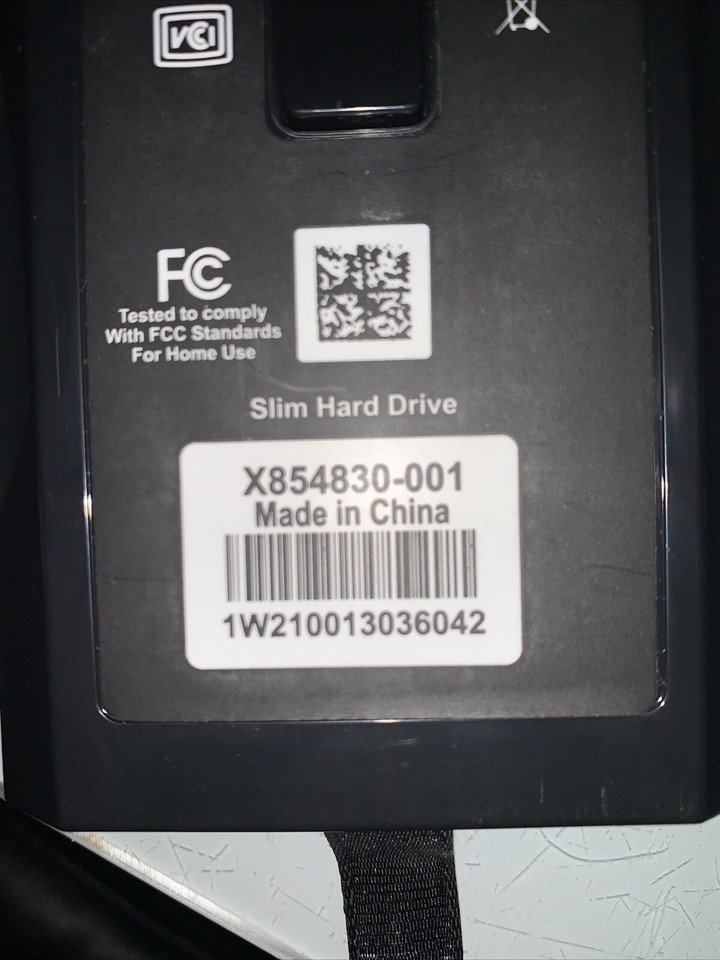 VCI
FC
Tested to comply
With FCC Standards
For Home Use
Slim Hard Drive
X854830-001
Made in China
1W210013036042